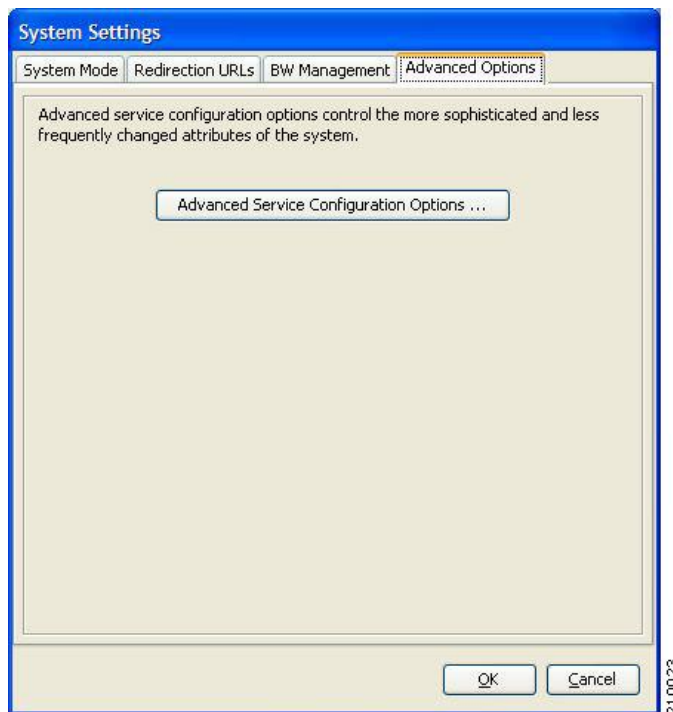 System Settings
System Mode Redirection URLs BW Management Advanced Options
Advanced service configuration options control the more sophisticated and less
frequently changed attributes of the system.
Advanced Service Configuration Options ...
OK Cancel
210023